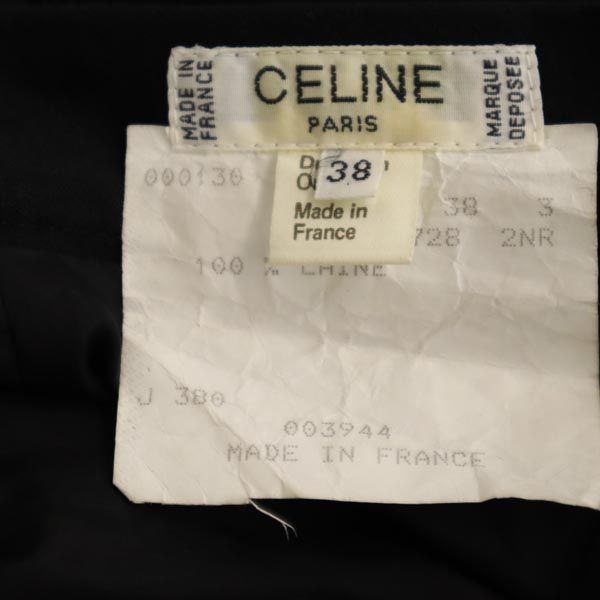 MADE IN
FRANCE
CELINE
PARIS
MARQUE
DEPOSEE
000130
38
Made in
France
38 3
728 2NR
100 % LAINE
J 380
003944
MADE IN FRANCE